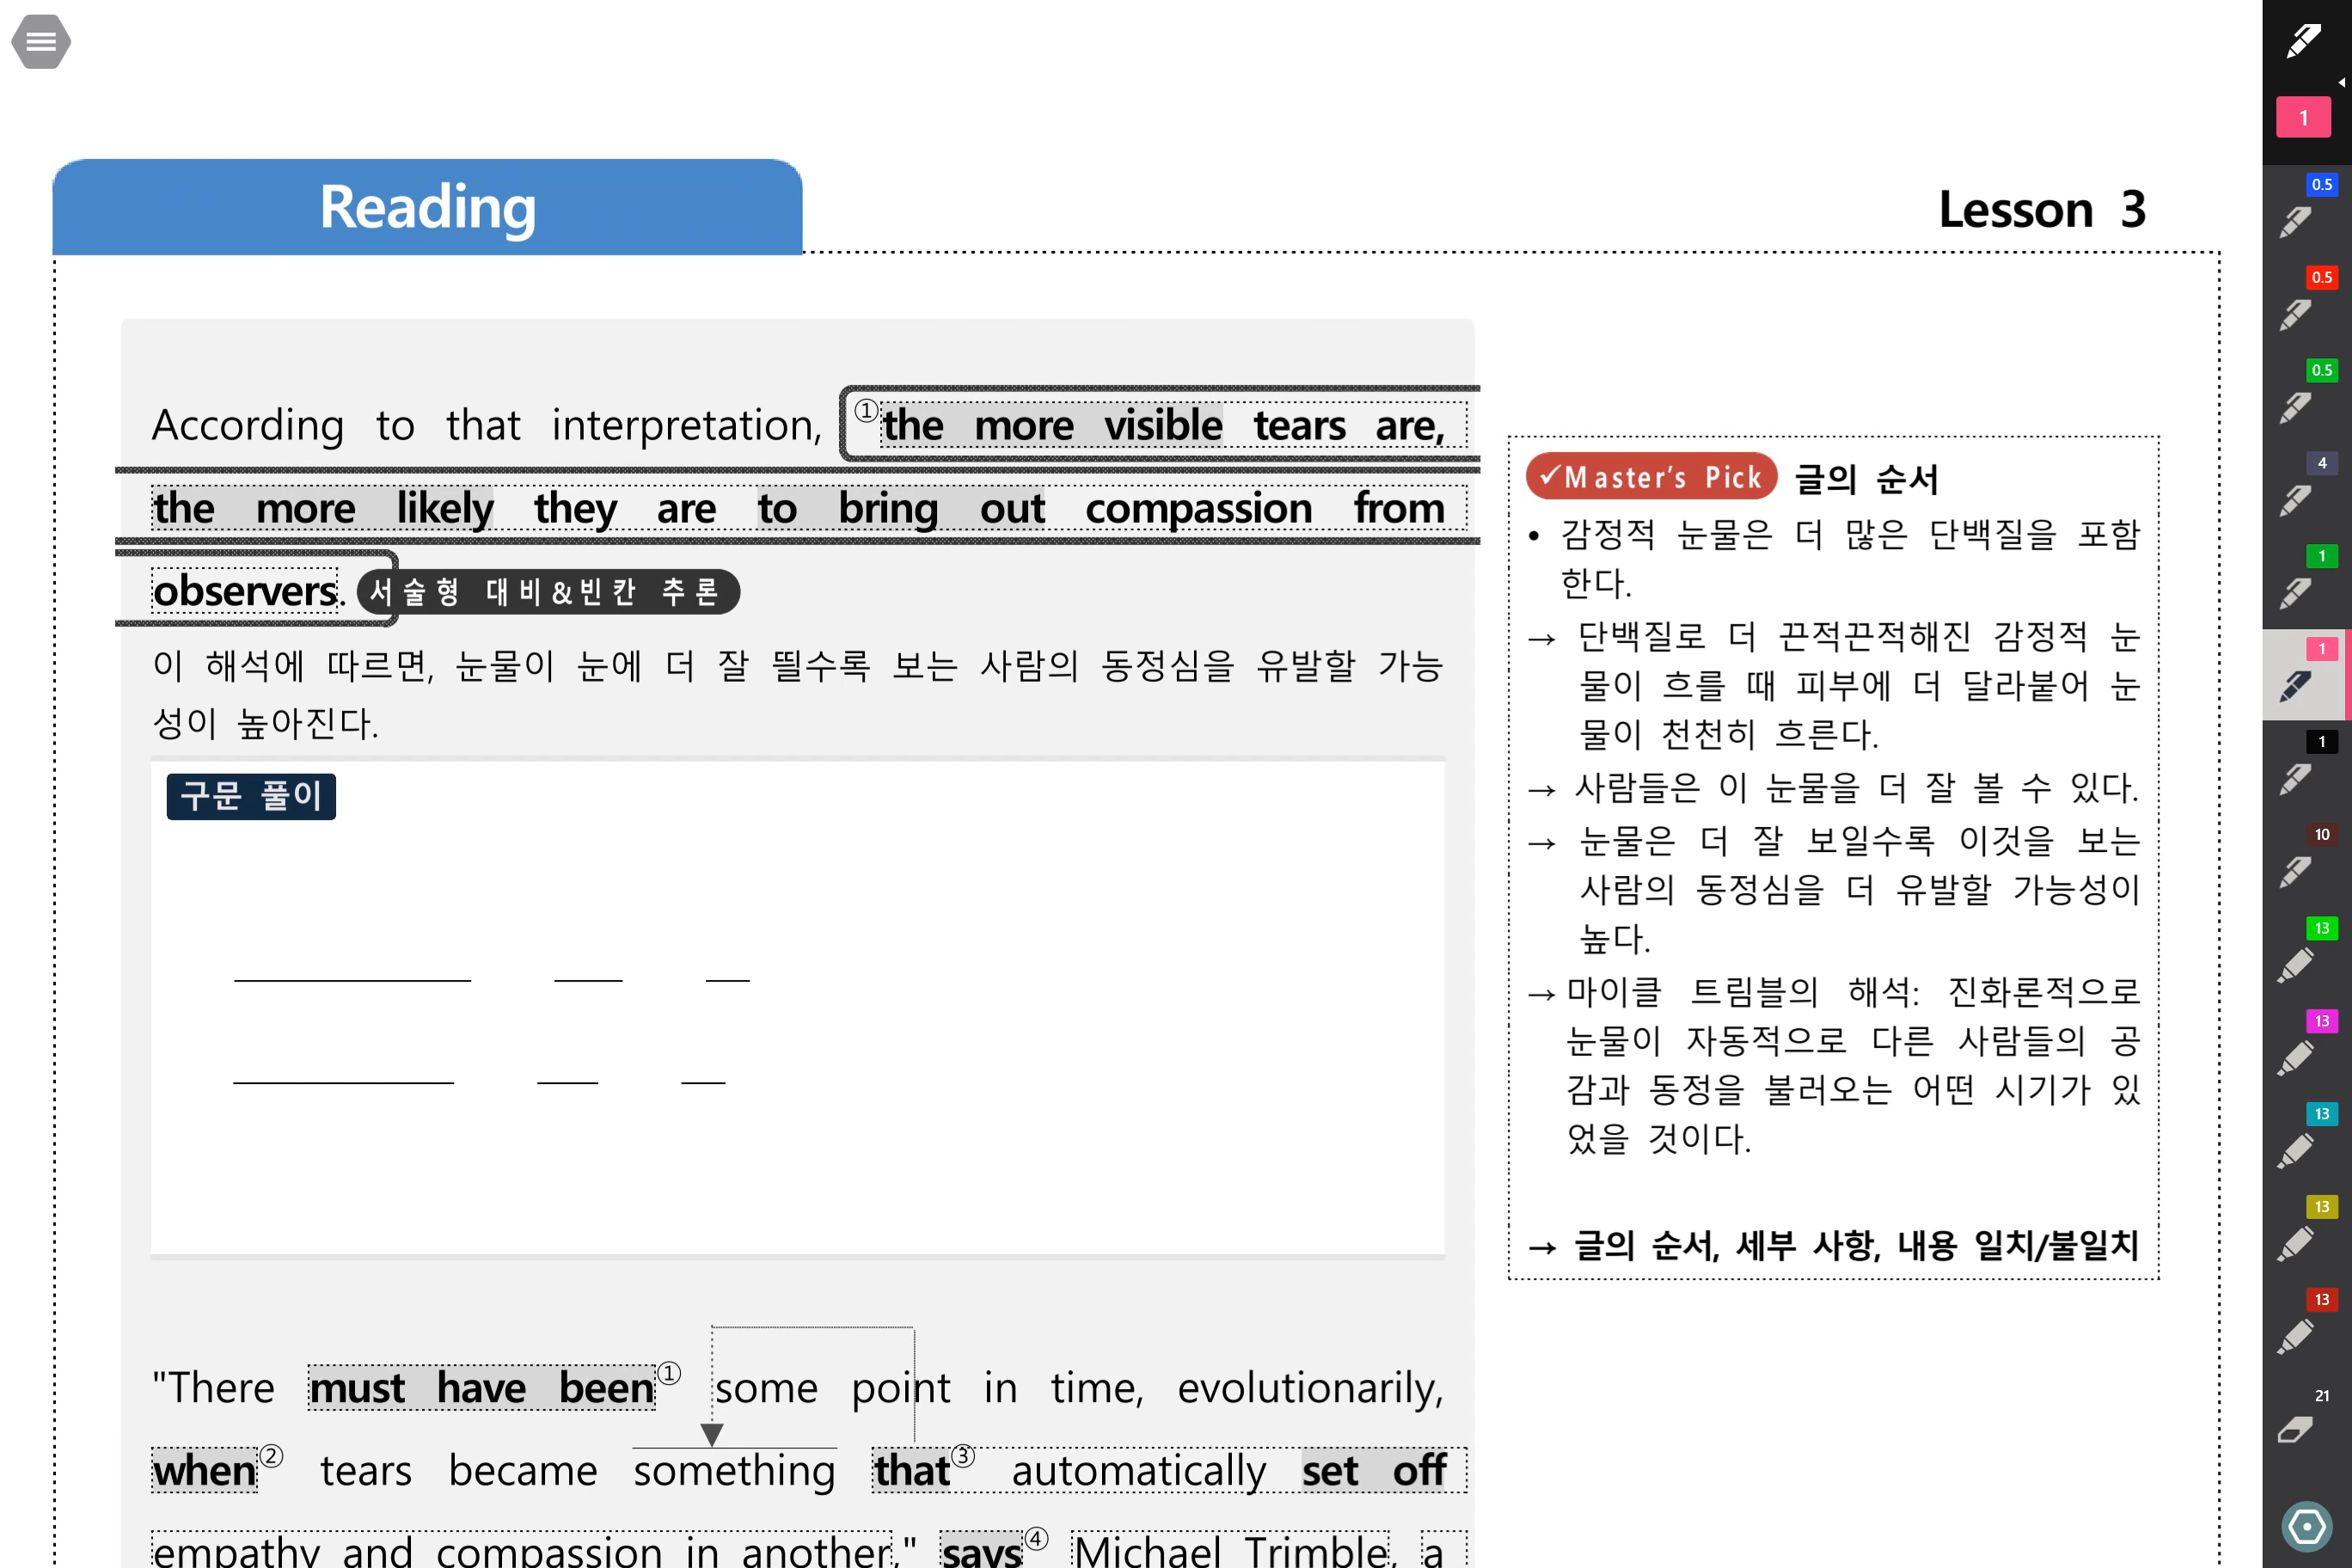 1
Reading
Lesson 3
According to that interpretation, ①the more visible tears are,
the more likely they are to bring out compassion from
observers. 서술형 대비&빈칸 추론
이 해석에 따르면, 눈물이 눈에 더 잘 띌수록 보는 사람의 동정심을 유발할 가능
성이 높아진다.
구문 풀이
"There must have been① some point in time, evolutionarily,
when② tears became something that③ automatically set off
empathy and compassion in another," says④ Michael Trimble, a
✓Master's Pick 글의 순서
• 감정적 눈물은 더 많은 단백질을 포함
한다.
→ 단백질로 더 끈적끈적해진 감정적 눈
물이 흐를 때 피부에 더 달라붙어 눈
물이 천천히 흐른다.
→ 사람들은 이 눈물을 더 잘 볼 수 있다.
→ 눈물은 더 잘 보일수록 이것을 보는
사람의 동정심을 더 유발할 가능성이
높다.
→ 마이클 트림블의 해석: 진화론적으로
눈물이 자동적으로 다른 사람들의 공
감과 동정을 불러오는 어떤 시기가 있
었을 것이다.
→ 글의 순서, 세부 사항, 내용 일치/불일치
0.5
0.5
0.5
4
1
1
1
10
13
13
13
13
13
21